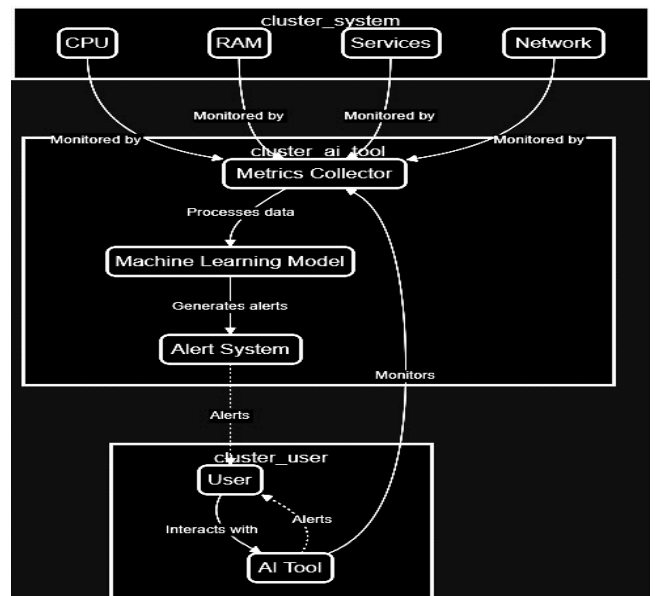 cluster_system
CPU RAM Services Network
Monitored by Monitored by
Monitored by Monitored by
cluster_ai_tool
Metrics Collector
Processes data
Machine Learning Model
Generates alerts
Alert System
Monitors
Alerts
cluster_user
User
Alerts
Interacts with
AI Tool